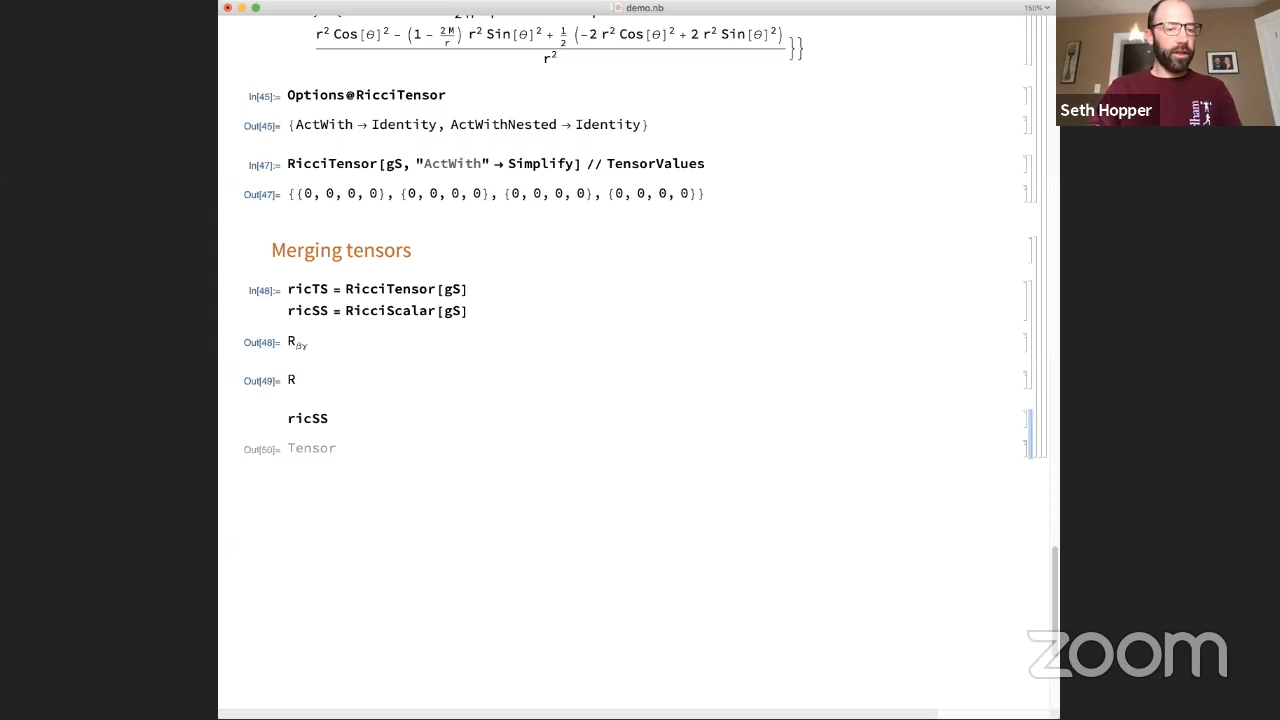 demo.nb
150%
r² Cos[θ]² − (1 − 2 M/r) r² Sin[θ]² + 1/2 (−2 r² Cos[θ]² + 2 r² Sin[θ]²)
r²
}}
In[45]:= Options@RicciTensor
Out[45]= {ActWith → Identity, ActWithNested → Identity}
In[47]:= RicciTensor[gS, "ActWith" → Simplify] // TensorValues
Out[47]= {{0, 0, 0, 0}, {0, 0, 0, 0}, {0, 0, 0, 0}, {0, 0, 0, 0}}
Merging tensors
In[48]:= ricTS = RicciTensor[gS]
ricSS = RicciScalar[gS]
Out[48]= Rβγ
Out[49]= R
ricSS
Out[50]= Tensor
Seth Hopper
zoom